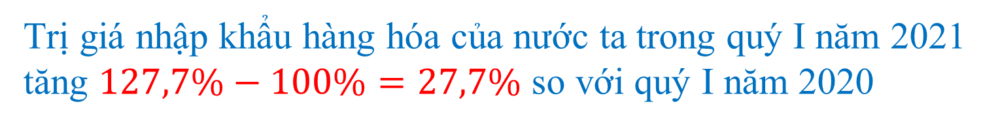 Trị giá nhập khẩu hàng hóa của nước ta trong quý I năm 2021
tăng 127,7% − 100% = 27,7% so với quý I năm 2020